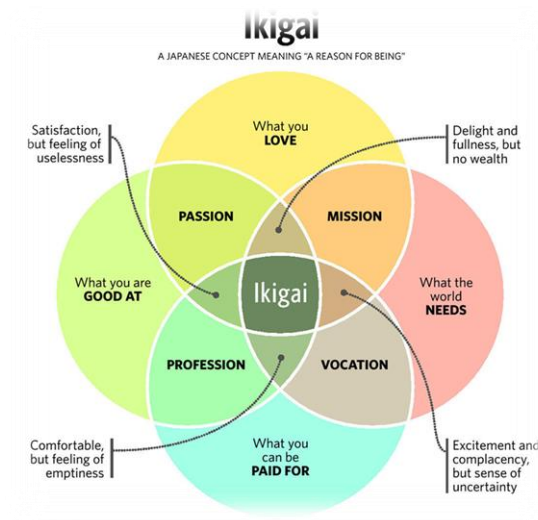 Ikigai
A JAPANESE CONCEPT MEANING "A REASON FOR BEING"
Satisfaction,
but feeling of
uselessness
What you
LOVE
Delight and
fullness, but
no wealth
PASSION
MISSION
What you are
GOOD AT
Ikigai
What the
world
NEEDS
PROFESSION
VOCATION
Comfortable,
but feeling of
emptiness
What you
can be
PAID FOR
Excitement and
complacency,
but sense of
uncertainty